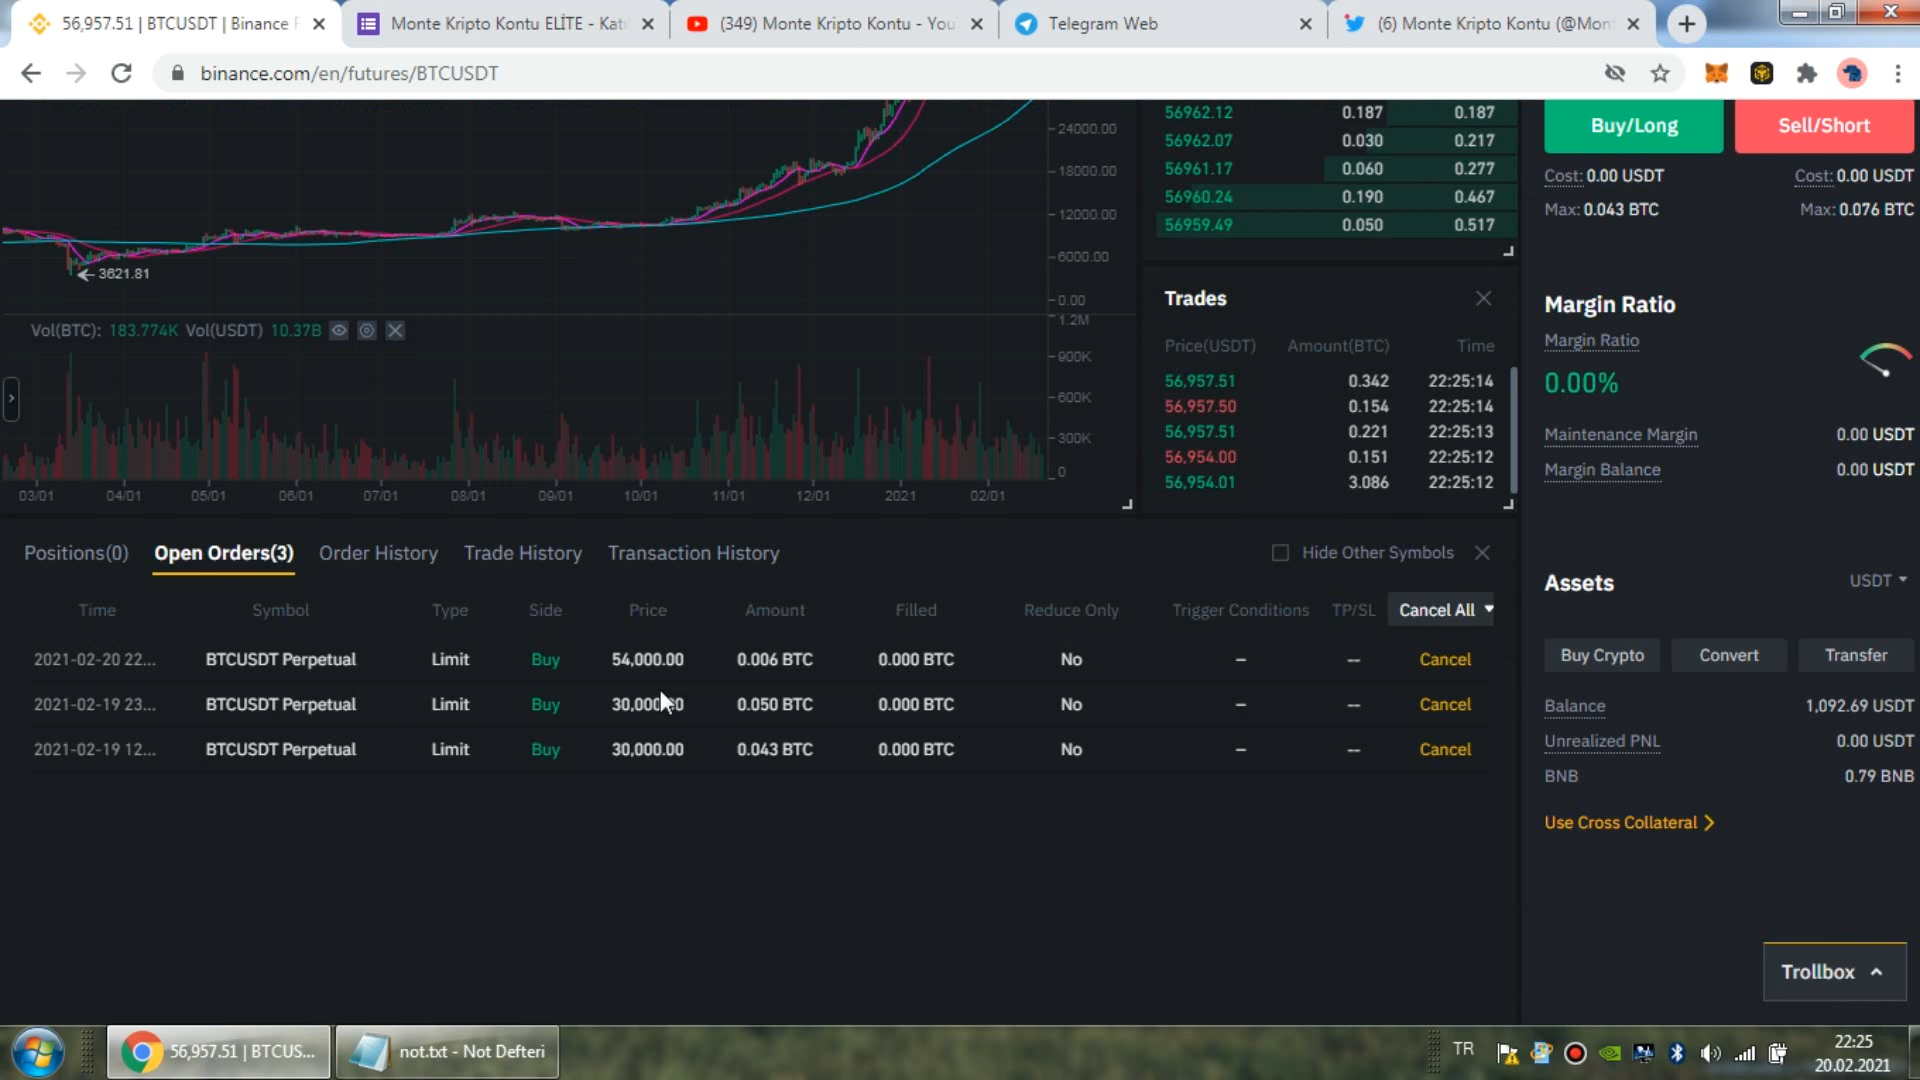 56,957.51 | BTCUSDT | Binance F
Monte Kripto Kontu ELİTE - Katı
(349) Monte Kripto Kontu - You
Telegram Web
(6) Monte Kripto Kontu (@Mon
binance.com/en/futures/BTCUSDT
24000.00
18000.00
12000.00
6000.00
0.00
3621.81
56962.12 0.187 0.187
56962.07 0.030 0.217
56961.17 0.060 0.277
56960.24 0.190 0.467
56959.49 0.050 0.517
Buy/Long Sell/Short
Cost: 0.00 USDT Cost: 0.00 USDT
Max: 0.043 BTC Max: 0.076 BTC
Vol(BTC): 183.774K Vol(USDT) 10.37B
1.2M
900K
600K
300K
0
03/01 04/01 05/01 06/01 07/01 08/01 09/01 10/01 11/01 12/01 2021 02/01
Trades
Price(USDT) Amount(BTC) Time
56,957.51 0.342 22:25:14
56,957.50 0.154 22:25:14
56,957.51 0.221 22:25:13
56,954.00 0.151 22:25:12
56,954.01 3.086 22:25:12
Margin Ratio
Margin Ratio
0.00%
Maintenance Margin 0.00 USDT
Margin Balance 0.00 USDT
Positions(0) Open Orders(3) Order History Trade History Transaction History Hide Other Symbols
Time Symbol Type Side Price Amount Filled Reduce Only Trigger Conditions TP/SL Cancel All
2021-02-20 22... BTCUSDT Perpetual Limit Buy 54,000.00 0.006 BTC 0.000 BTC No – -- Cancel
2021-02-19 23... BTCUSDT Perpetual Limit Buy 30,000.00 0.050 BTC 0.000 BTC No – -- Cancel
2021-02-19 12... BTCUSDT Perpetual Limit Buy 30,000.00 0.043 BTC 0.000 BTC No – -- Cancel
Assets USDT
Buy Crypto Convert Transfer
Balance 1,092.69 USDT
Unrealized PNL 0.00 USDT
BNB 0.79 BNB
Use Cross Collateral
Trollbox
56,957.51 | BTCUS...
not.txt - Not Defteri
TR
22:25
20.02.2021